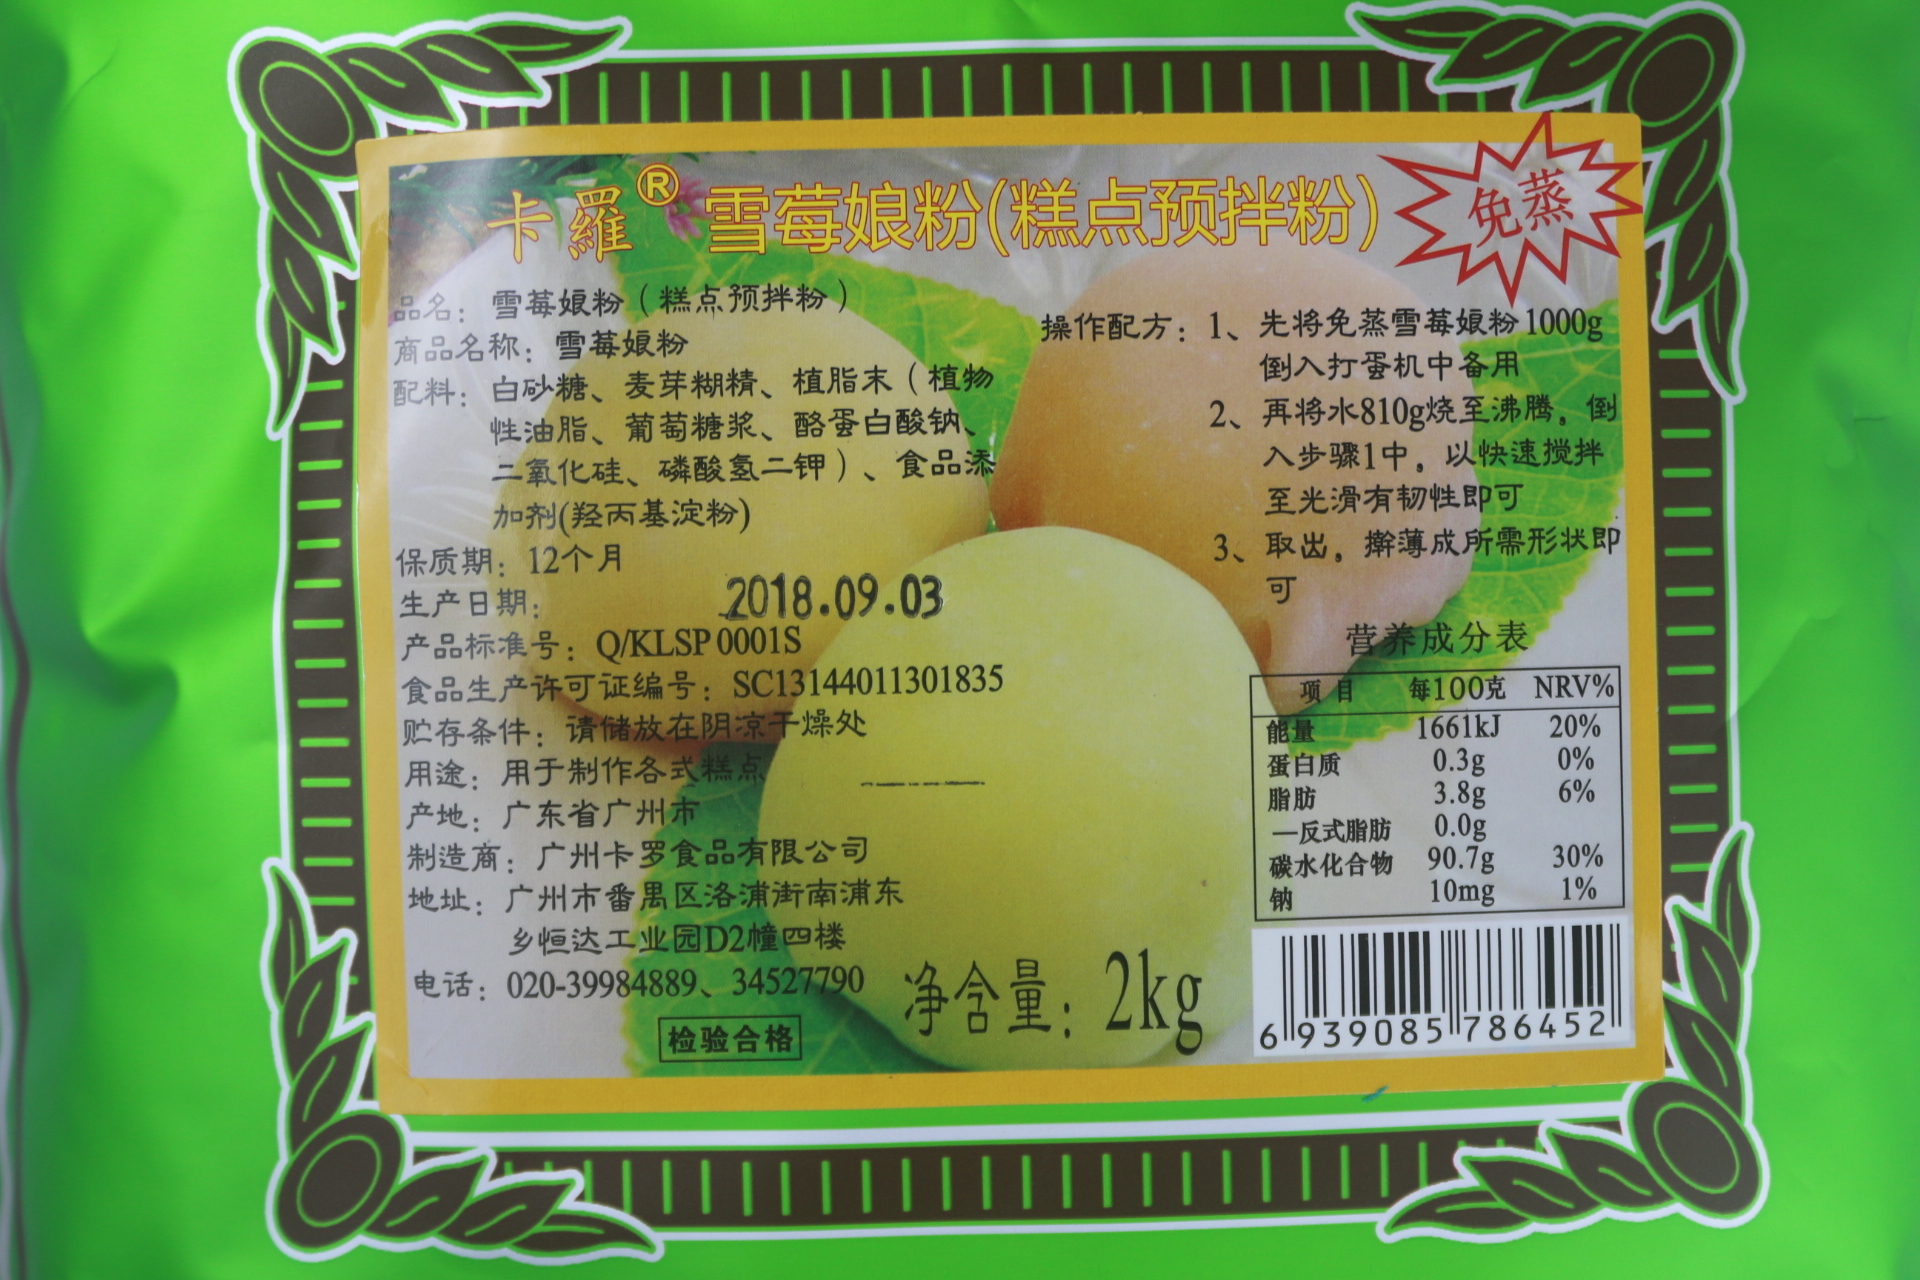 卡羅® 雪莓娘粉(糕点预拌粉)
免蒸
品名：雪莓娘粉（糕点预拌粉）
商品名称：雪莓娘粉
配料：白砂糖、麦芽糊精、植脂末（植物
性油脂、葡萄糖浆、酪蛋白酸钠、
二氧化硅、磷酸氢二钾）、食品添
加剂(羟丙基淀粉)
保质期：12个月
生产日期：2018.09.03
产品标准号：Q/KLSP 0001S
食品生产许可证编号：SC13144011301835
贮存条件：请储放在阴凉干燥处
用途：用于制作各式糕点
产地：广东省广州市
制造商：广州卡罗食品有限公司
地址：广州市番禺区洛浦街南浦东
乡恒达工业园D2幢四楼
电话：020-39984889、34527790
检验合格
净含量：2kg
操作配方：1、先将免蒸雪莓娘粉1000g
倒入打蛋机中备用
2、再将水810g烧至沸腾，倒
入步骤1中，以快速搅拌
至光滑有韧性即可
3、取出，擀薄成所需形状即
可
营养成分表
项目 每100克 NRV%
能量 1661kJ 20%
蛋白质 0.3g 0%
脂肪 3.8g 6%
—反式脂肪 0.0g
碳水化合物 90.7g 30%
钠 10mg 1%
6 939085 786452